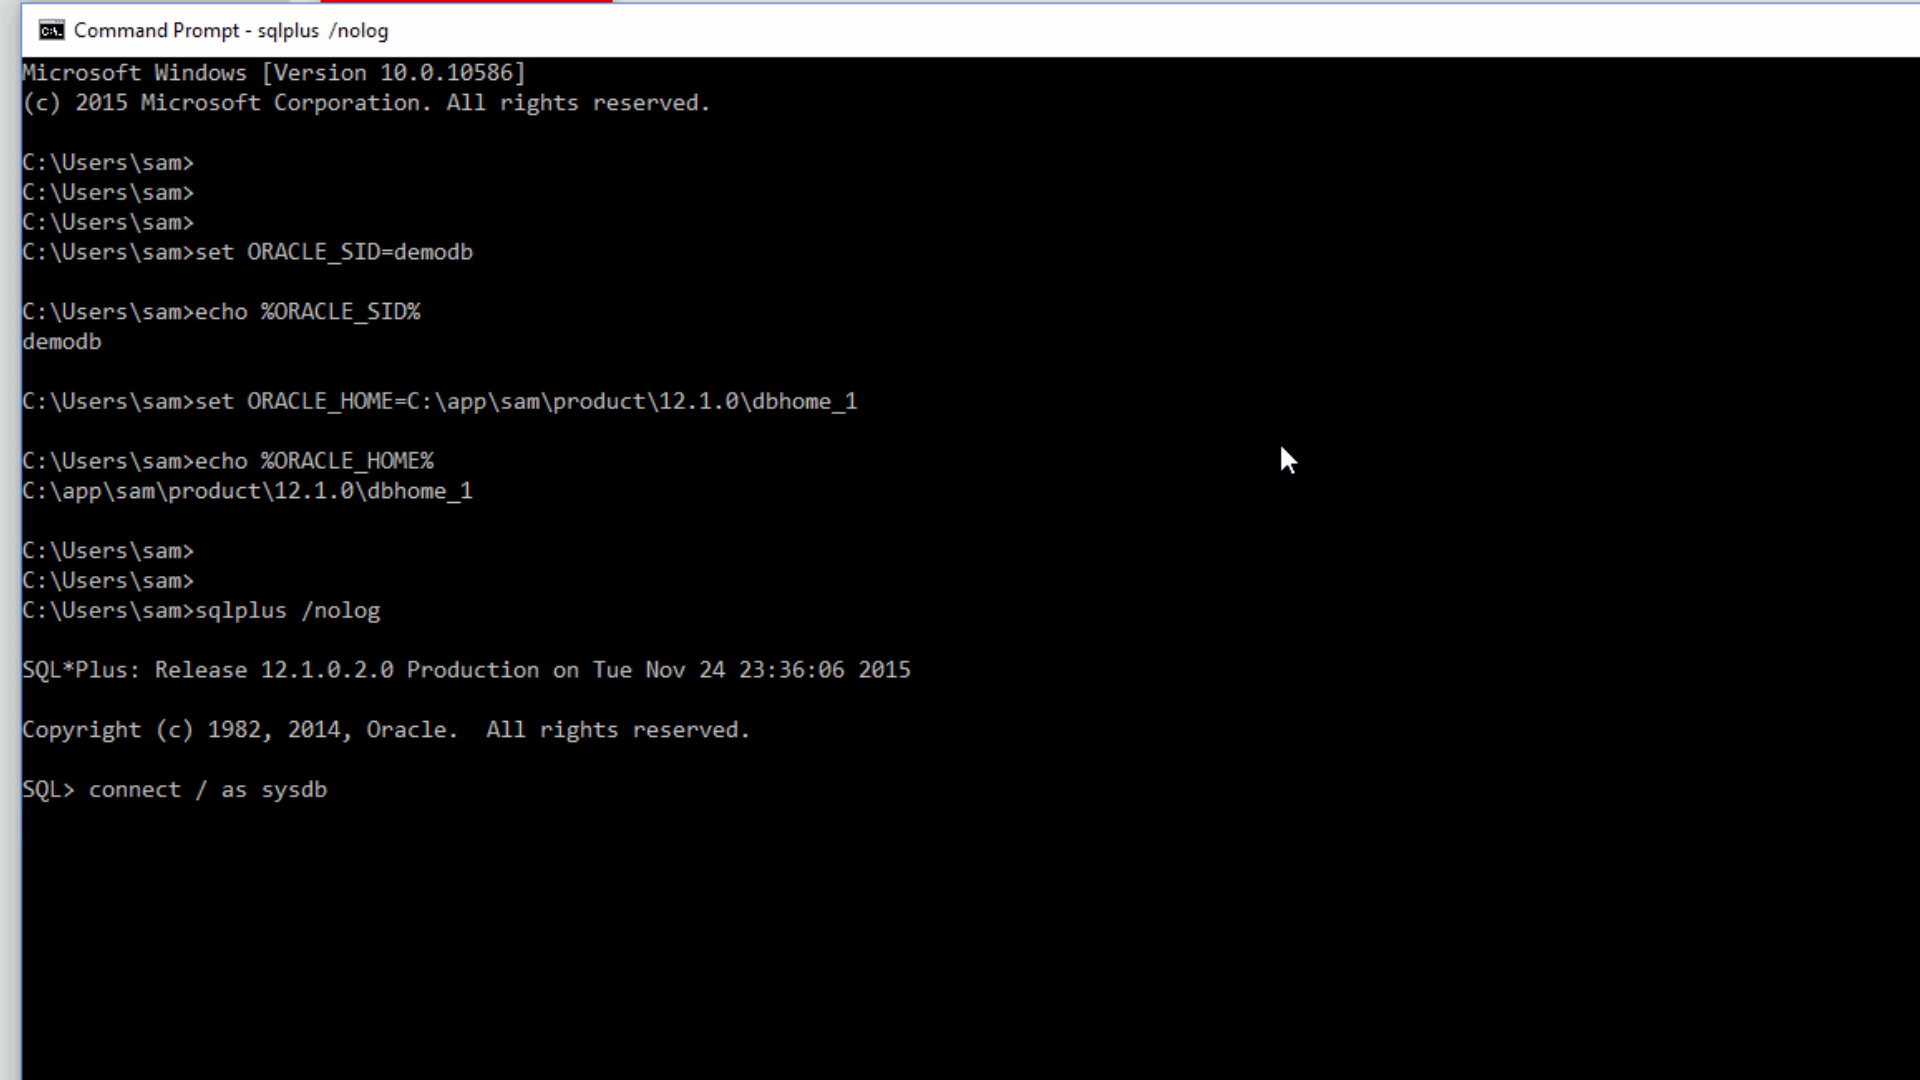 Command Prompt - sqlplus  /nolog
Microsoft Windows [Version 10.0.10586]
(c) 2015 Microsoft Corporation. All rights reserved.
C:\Users\sam>
C:\Users\sam>
C:\Users\sam>
C:\Users\sam>set ORACLE_SID=demodb
C:\Users\sam>echo %ORACLE_SID%
demodb
C:\Users\sam>set ORACLE_HOME=C:\app\sam\product\12.1.0\dbhome_1
C:\Users\sam>echo %ORACLE_HOME%
C:\app\sam\product\12.1.0\dbhome_1
C:\Users\sam>
C:\Users\sam>
C:\Users\sam>sqlplus /nolog
SQL*Plus: Release 12.1.0.2.0 Production on Tue Nov 24 23:36:06 2015
Copyright (c) 1982, 2014, Oracle.  All rights reserved.
SQL> connect / as sysdb